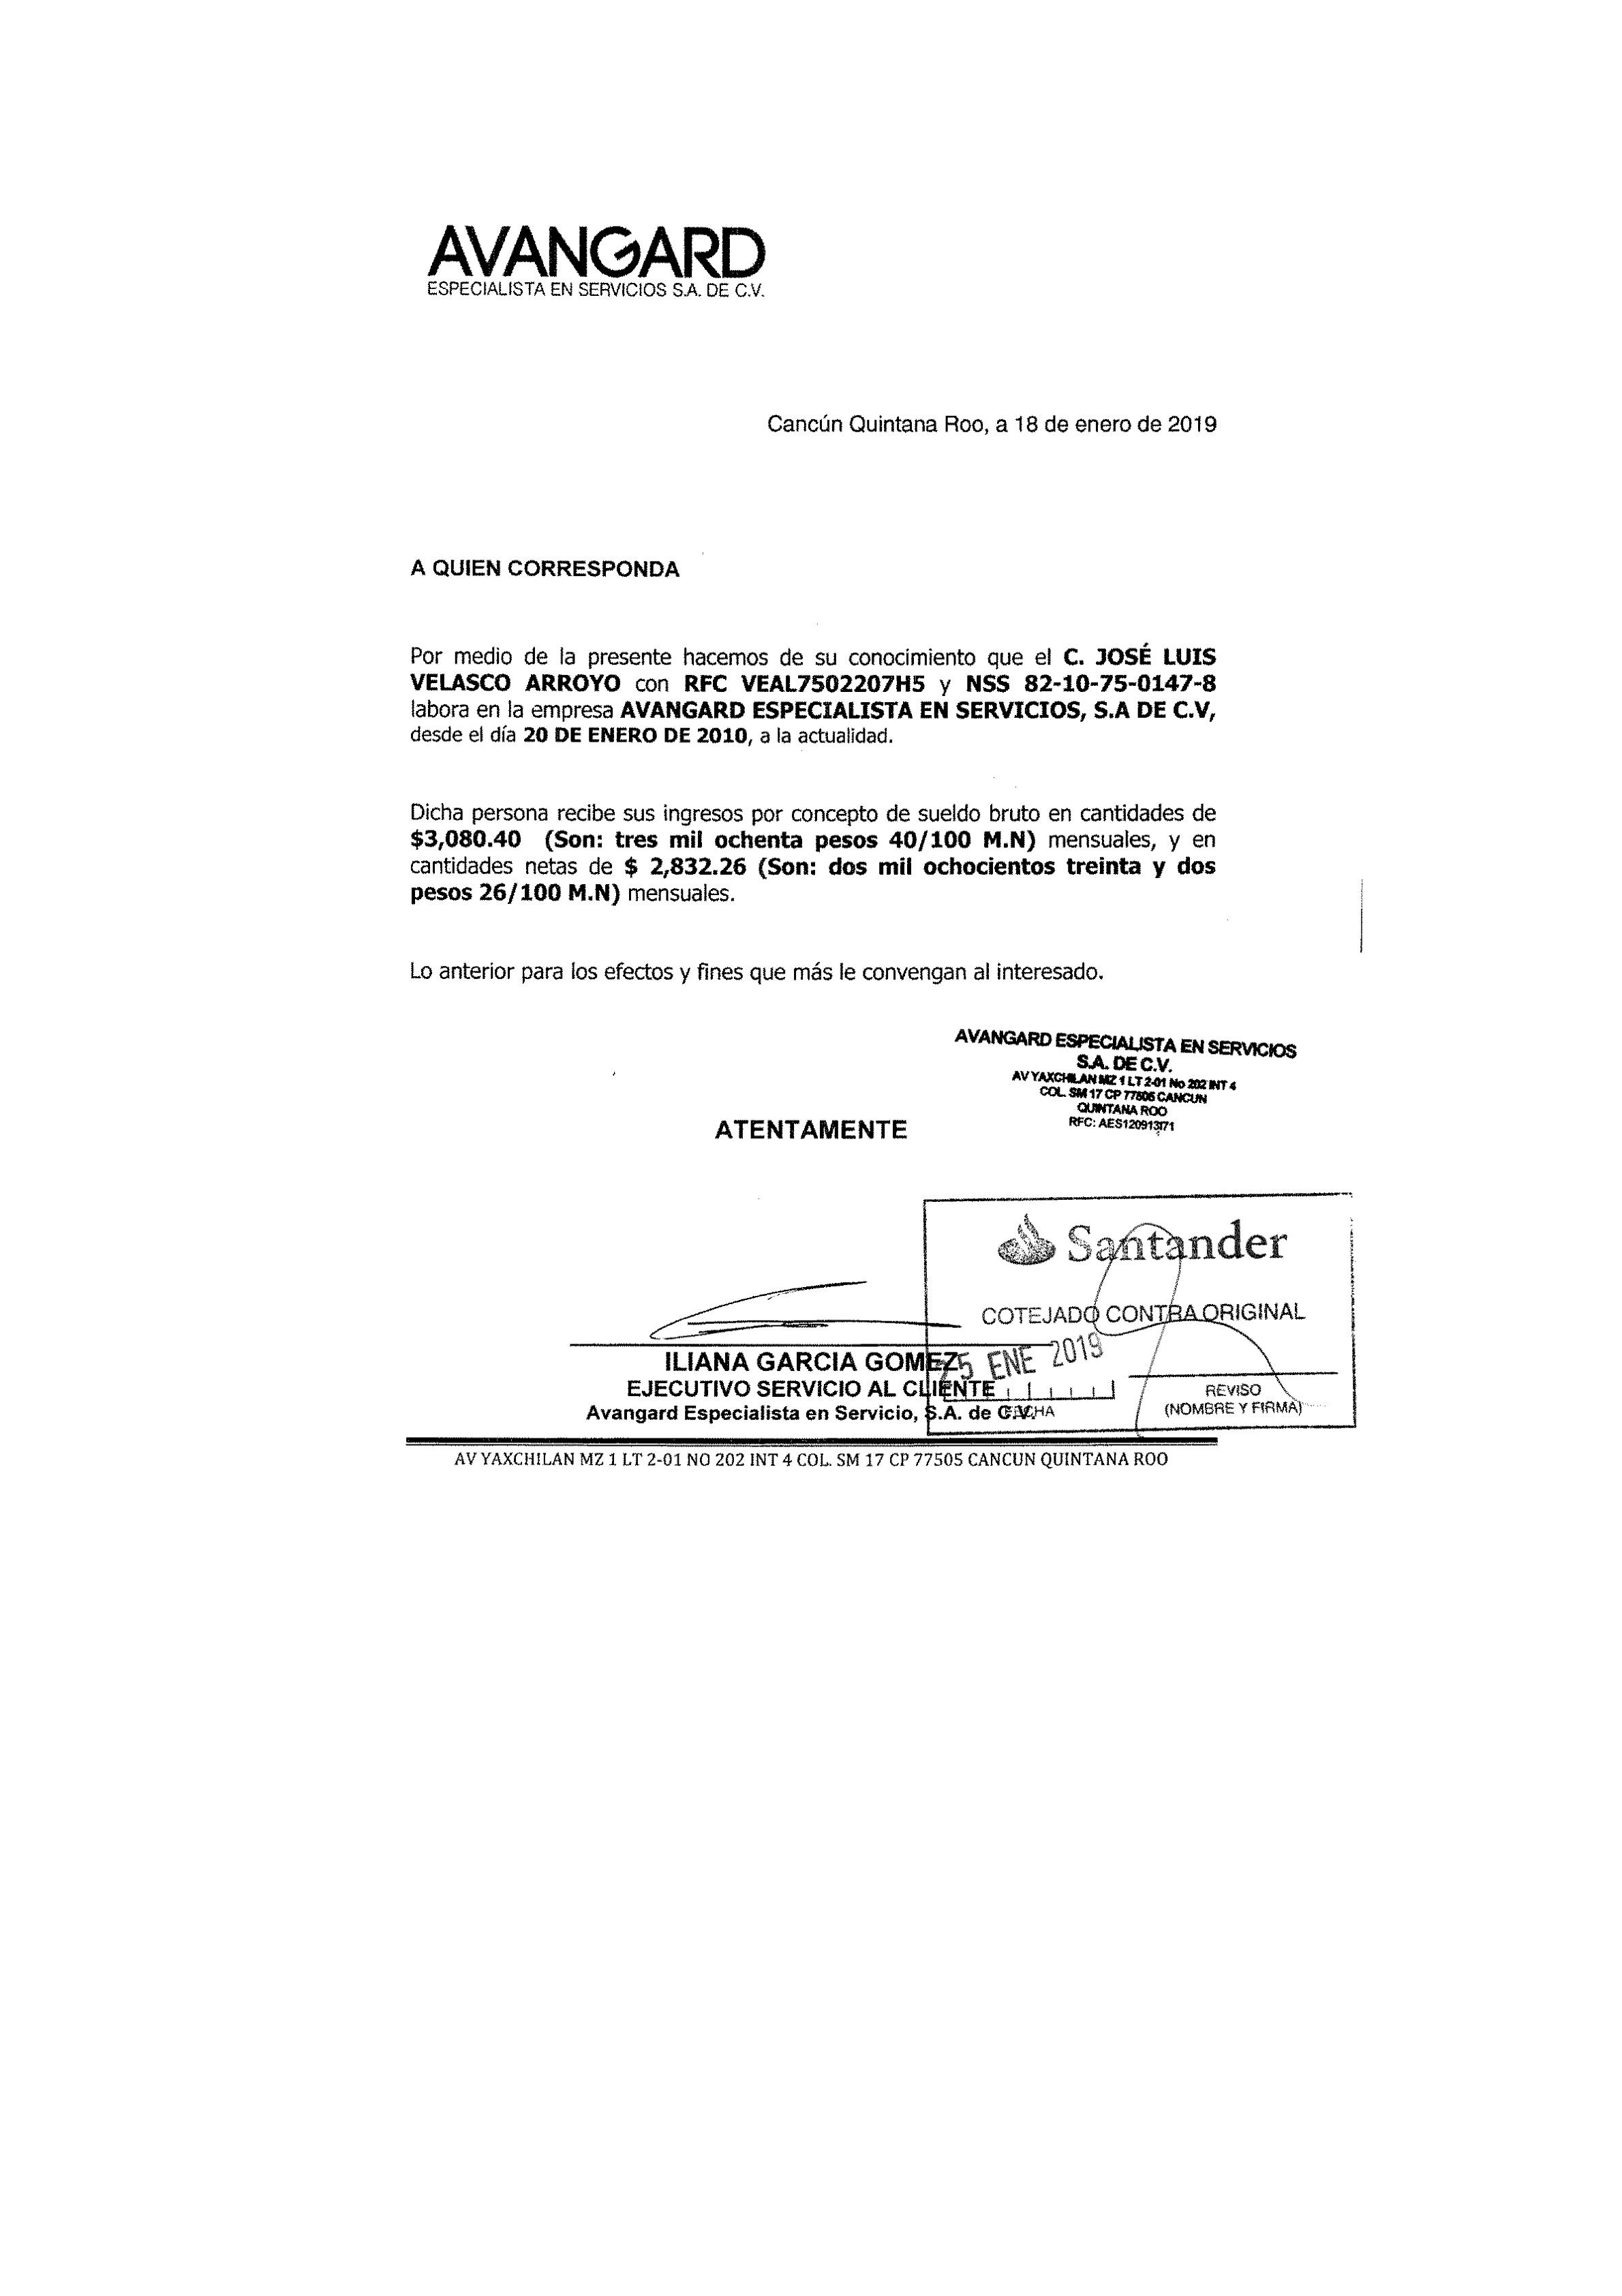 AVANGARD
ESPECIALISTA EN SERVICIOS S.A. DE C.V.
Cancún Quintana Roo, a 18 de enero de 2019
A QUIEN CORRESPONDA
Por medio de la presente hacemos de su conocimiento que el C. JOSÉ LUIS
VELASCO ARROYO con RFC VEAL7502207H5 y NSS 82-10-75-0147-8
labora en la empresa AVANGARD ESPECIALISTA EN SERVICIOS, S.A DE C.V,
desde el día 20 DE ENERO DE 2010, a la actualidad.
Dicha persona recibe sus ingresos por concepto de sueldo bruto en cantidades de
$3,080.40 (Son: tres mil ochenta pesos 40/100 M.N) mensuales, y en
cantidades netas de $ 2,832.26 (Son: dos mil ochocientos treinta y dos
pesos 26/100 M.N) mensuales.
Lo anterior para los efectos y fines que más le convengan al interesado.
AVANGARD ESPECIALISTA EN SERVICIOS
S.A. DE C.V.
AV YAXCHILAN MZ 1 LT 2-01 No 202 INT 4
COL. SM 17 CP 77505 CANCUN
QUINTANA ROO
RFC:
ATENTAMENTE
Santander
COTEJADO CONTRA ORIGINAL
ENE 2019
ILIANA GARCIA GOMEZ
EJECUTIVO SERVICIO AL CLIENTE
Avangard Especialista en Servicio, S.A. de C.V.
FECHA
REVISO
(NOMBRE Y FIRMA)
AV YAXCHILAN MZ 1 LT 2-01 NO 202 INT 4 COL. SM 17 CP 77505 CANCUN QUINTANA ROO